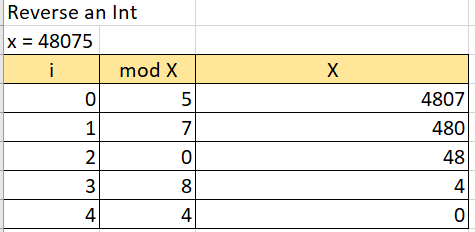 Reverse an Int
x = 48075
i mod X X
0 5 4807
1 7 480
2 0 48
3 8 4
4 4 0